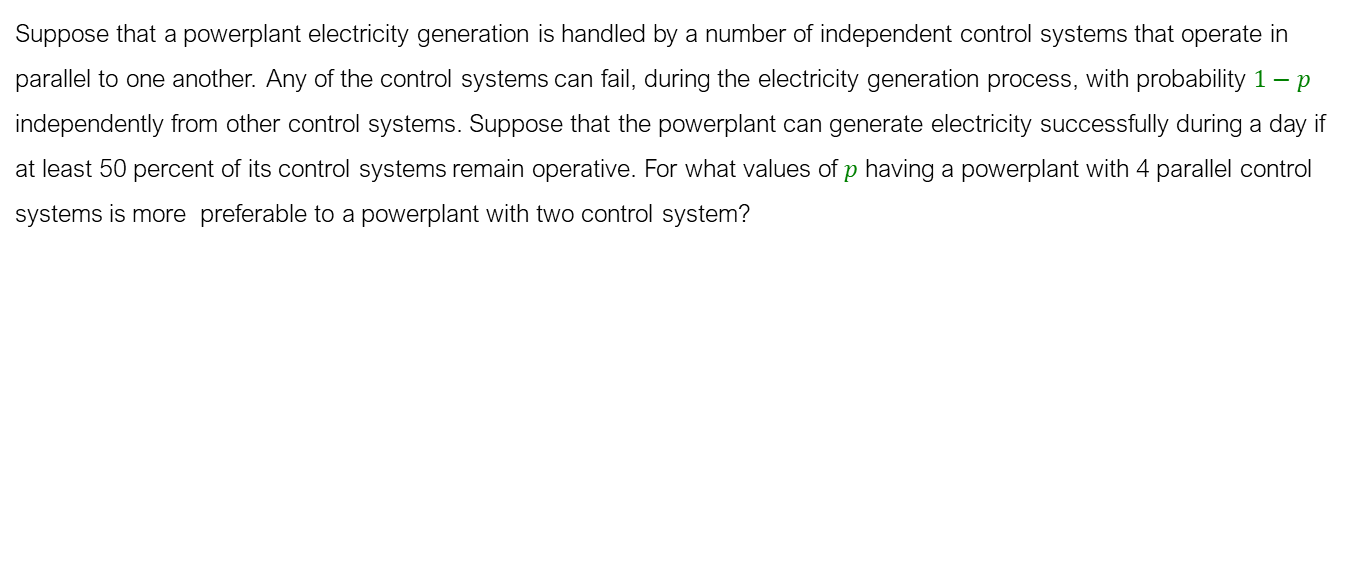 Suppose that a powerplant electricity generation is handled by a number of independent control systems that operate in
parallel to one another. Any of the control systems can fail, during the electricity generation process, with probability 1 − p
independently from other control systems. Suppose that the powerplant can generate electricity successfully during a day if
at least 50 percent of its control systems remain operative. For what values of p having a powerplant with 4 parallel control
systems is more  preferable to a powerplant with two control system?